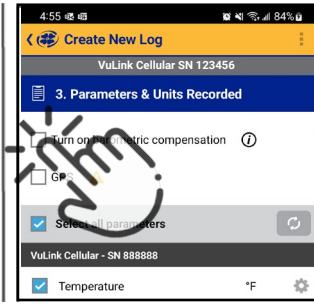 4:55 84%
Create New Log
VuLink Cellular SN 123456
3. Parameters & Units Recorded
Turn on barometric compensation
GPS
Select all parameters
VuLink Cellular - SN 888888
Temperature °F